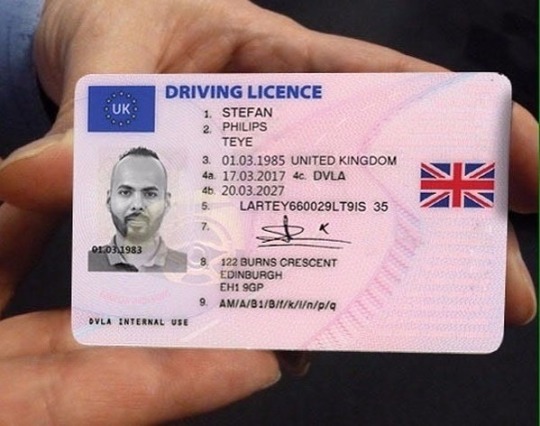 UK
DRIVING LICENCE
1. STEFAN
2. PHILIPS
TEYE
3. 01.03.1985 UNITED KINGDOM
4a. 17.03.2017 4c. DVLA
4b. 20.03.2027
5. LARTEY660029LT9IS 35
7.
01.03.1983
8. 122 BURNS CRESCENT
EDINBURGH
EH1 9GP
9. AM/A/B1/B/f/k/l/n/p/q
DVLA INTERNAL USE